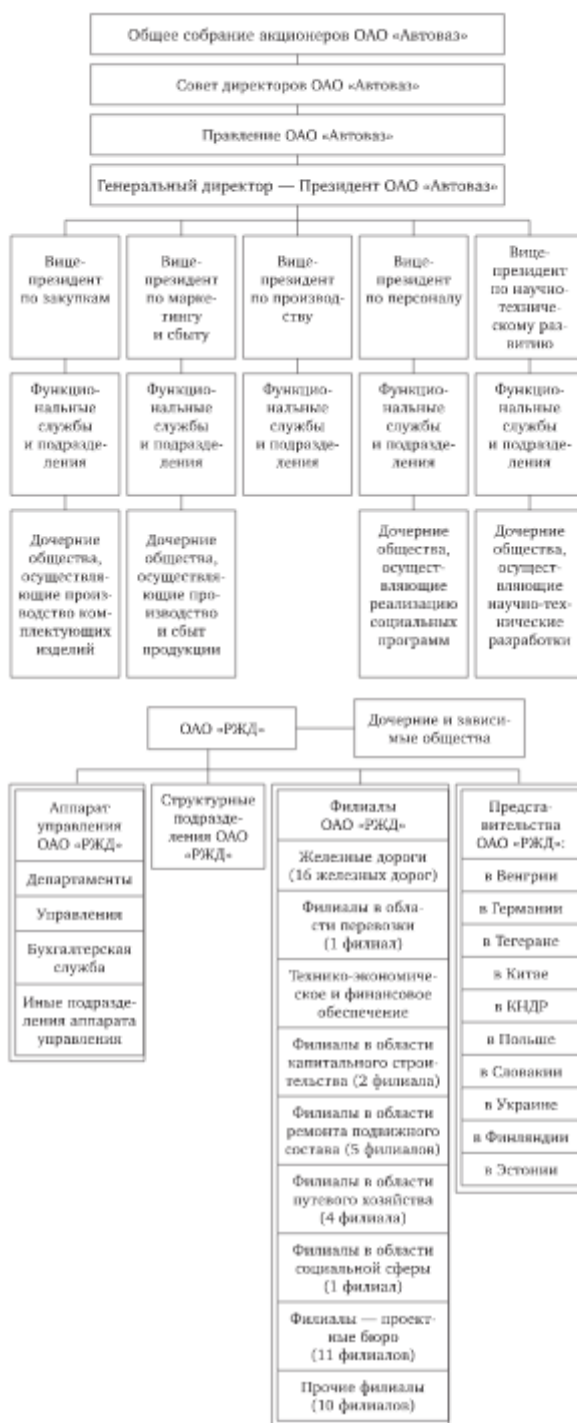 Общее собрание акционеров ОАО «Автоваз»
Совет директоров ОАО «Автоваз»
Правление ОАО «Автоваз»
Генеральный директор — Президент ОАО «Автоваз»
Вице-
президент
по закупкам
Вице-
президент
по марке-
тингу
и сбыту
Вице-
президент
по производ-
ству
Вице-
президент
по персоналу
Вице-
президент
по научно-
техниче-
скому раз-
витию
Функцио-
нальные
службы
и подразде-
ления
Функцио-
нальные
службы
и подразде-
ления
Функцио-
нальные
службы
и подразде-
ления
Функцио-
нальные
службы
и подразде-
ления
Функцио-
нальные
службы
и подразде-
ления
Дочерние
общества,
осуществля-
ющие произ-
водство ком-
плектующих
изделий
Дочерние
общества,
осуществля-
ющие про-
изводство
и сбыт
продукции
Дочерние
общества,
осущест-
вляющие
реализацию
социальных
программ
Дочерние
общества,
осущест-
вляющие
научно-тех-
нические
разработки
ОАО «РЖД»
Дочерние и зависи-
мые общества
Аппарат
управления
ОАО «РЖД»
Департаменты
Управления
Бухгалтерская
служба
Иные подразде-
ления аппарата
управления
Структурные
подразде-
ления ОАО
«РЖД»
Филиалы
ОАО «РЖД»
Железные дороги
(16 железных дорог)
Филиалы в обла-
сти перевозки
(1 филиал)
Технико-экономиче-
ское и финансовое
обеспечение
Филиалы в области
капитального строи-
тельства (2 филиала)
Филиалы в области
ремонта подвижного
состава (5 филиалов)
Филиалы в области
путевого хозяйства
(4 филиала)
Филиалы в области
социальной сферы
(1 филиал)
Филиалы — проект-
ные бюро
(11 филиалов)
Прочие филиалы
(10 филиалов)
Предста-
вительства
ОАО «РЖД»:
в Венгрии
в Германии
в Тегеране
в Китае
в КНДР
в Польше
в Словакии
в Украине
в Финляндии
в Эстонии